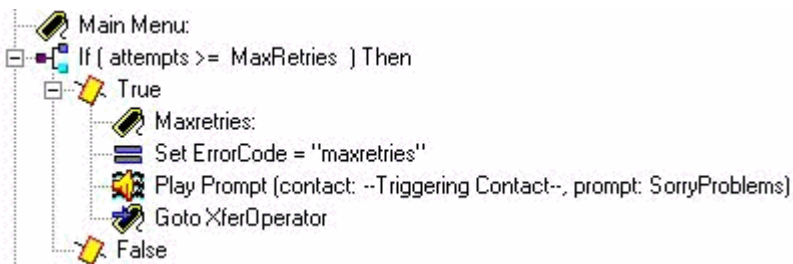 Main Menu:
If ( attempts >= MaxRetries ) Then
True
Maxretries:
Set ErrorCode = "maxretries"
Play Prompt (contact: --Triggering Contact--, prompt: SorryProblems)
Goto XferOperator
False